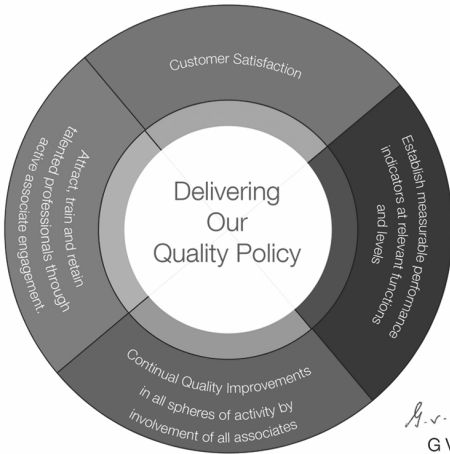 Customer Satisfaction
Establish measurable performance
indicators at relevant functions
and levels
Delivering
Our
Quality Policy
Attract, train and retain
talented professionals through
active associate engagement.
Continual Quality Improvements
in all spheres of activity by
involvement of all associates
G V